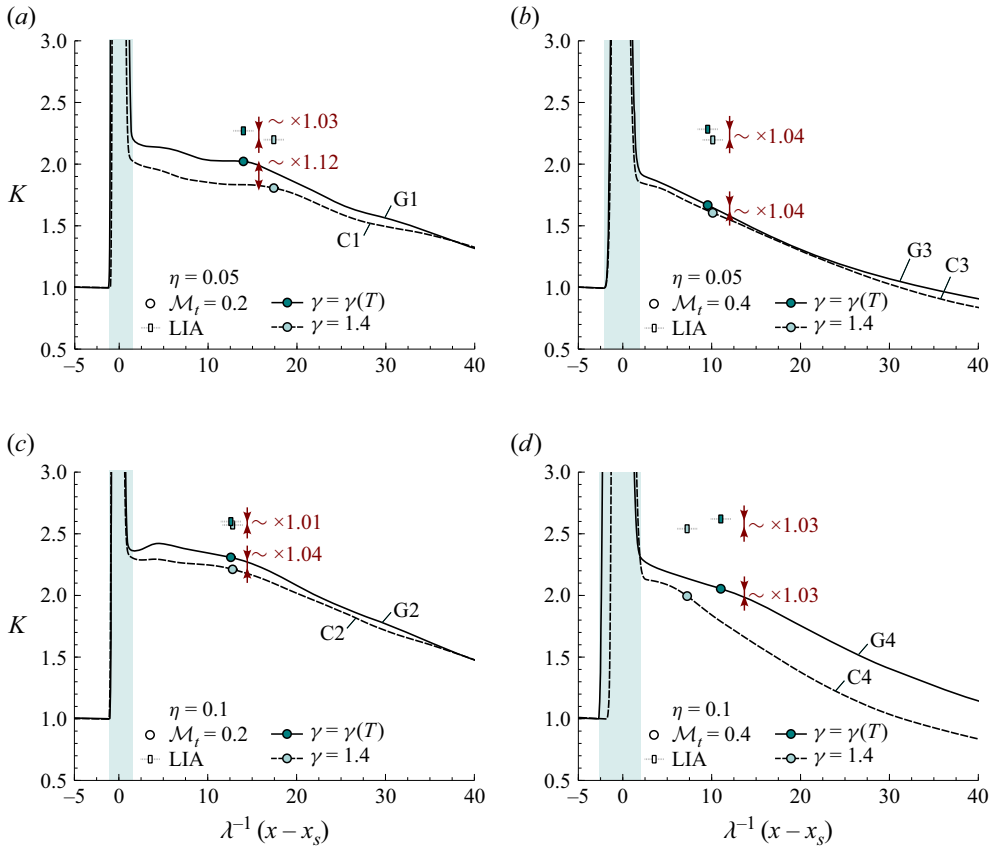 (a)
3.0
2.5
2.0
1.5
1.0
0.5
K
∼ ×1.03
∼ ×1.12
G1
C1
η = 0.05
ℳt = 0.2
LIA
γ = γ(T)
γ = 1.4
–5 0 10 20 30 40
(b)
3.0
2.5
2.0
1.5
1.0
0.5
∼ ×1.04
∼ ×1.04
G3
C3
η = 0.05
ℳt = 0.4
LIA
γ = γ(T)
γ = 1.4
–5 0 10 20 30 40
(c)
3.0
2.5
2.0
1.5
1.0
0.5
K
∼ ×1.01
∼ ×1.04
G2
C2
η = 0.1
ℳt = 0.2
LIA
γ = γ(T)
γ = 1.4
–5 0 10 20 30 40
λ–1 (x – xs)
(d)
3.0
2.5
2.0
1.5
1.0
0.5
∼ ×1.03
∼ ×1.03
G4
C4
η = 0.1
ℳt = 0.4
LIA
γ = γ(T)
γ = 1.4
–5 0 10 20 30 40
λ–1 (x – xs)